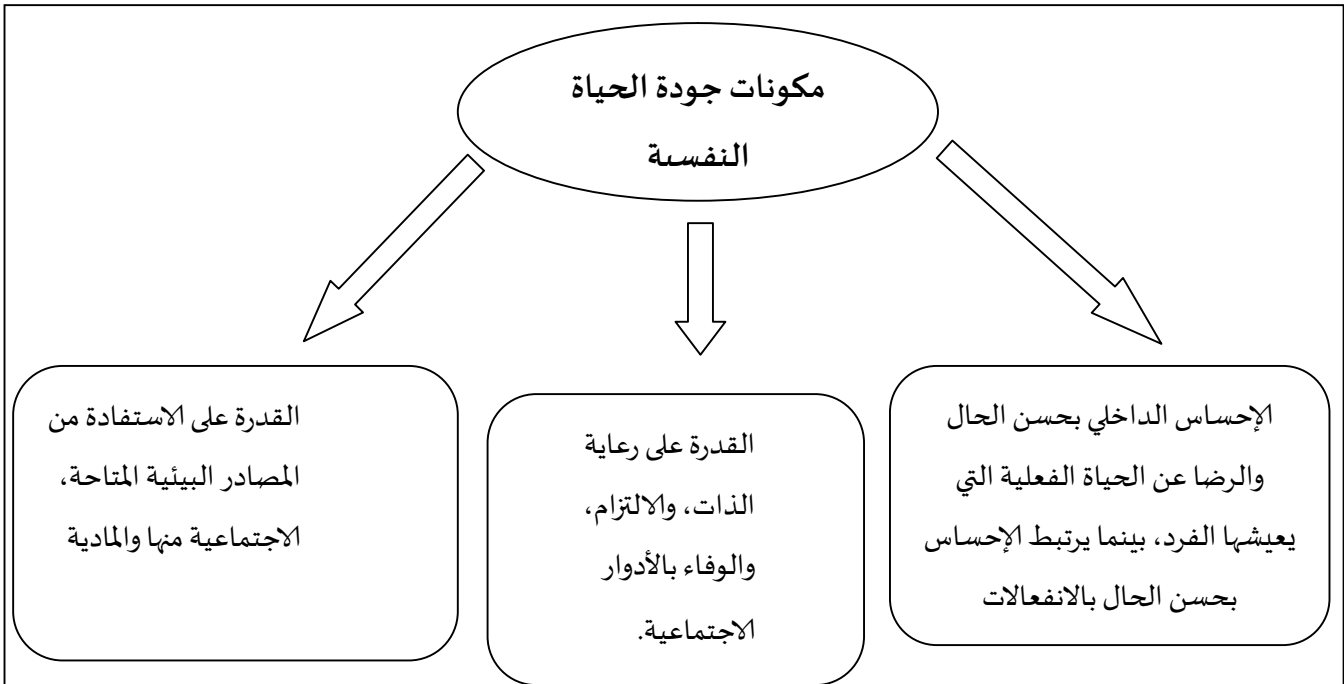 مكونات جودة الحياة
النفسية
الإحساس الداخلي بحسن الحال
والرضا عن الحياة الفعلية التي
يعيشها الفرد، بينما يرتبط الإحساس
بحسن الحال بالانفعالات
القدرة على رعاية
الذات، والالتزام،
والوفاء بالأدوار
الاجتماعية.
القدرة على الاستفادة من
المصادر البيئية المتاحة،
الاجتماعية منها والمادية